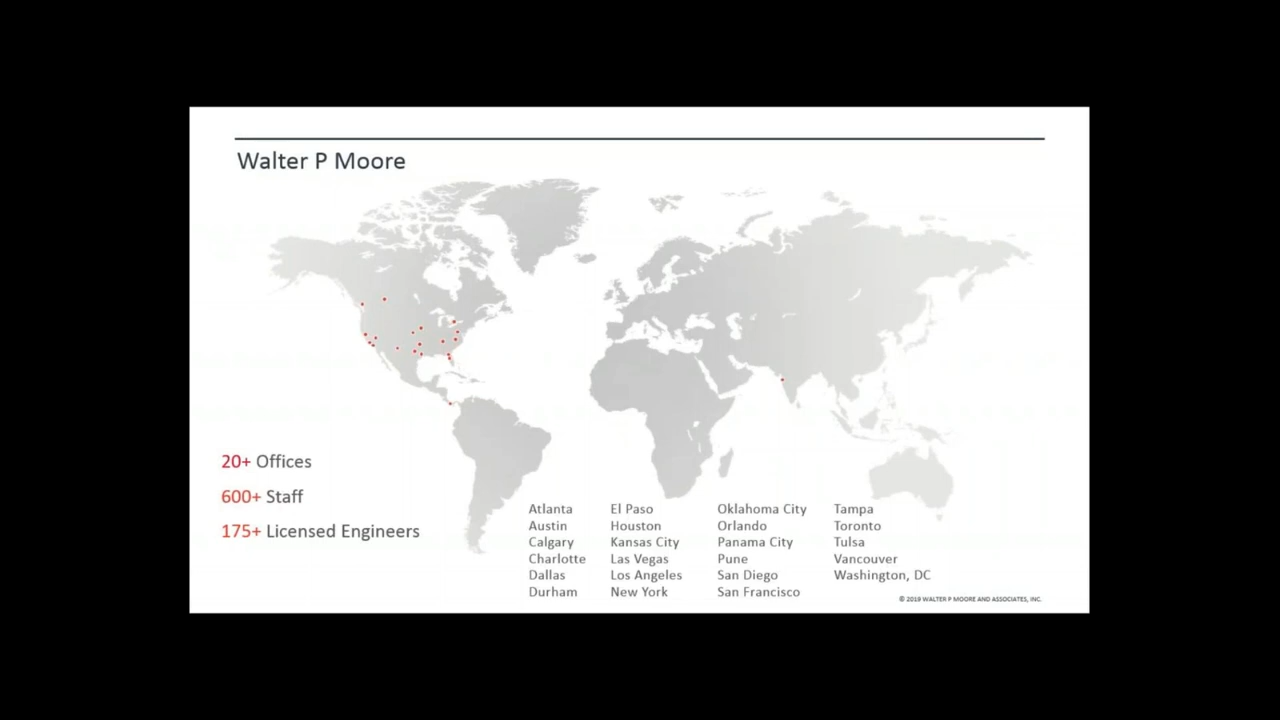 Walter P Moore
20+ Offices
600+ Staff
175+ Licensed Engineers
Atlanta
Austin
Calgary
Charlotte
Dallas
Durham
El Paso
Houston
Kansas City
Las Vegas
Los Angeles
New York
Oklahoma City
Orlando
Panama City
Pune
San Diego
San Francisco
Tampa
Toronto
Tulsa
Vancouver
Washington, DC
© 2019 WALTER P MOORE AND ASSOCIATES, INC.